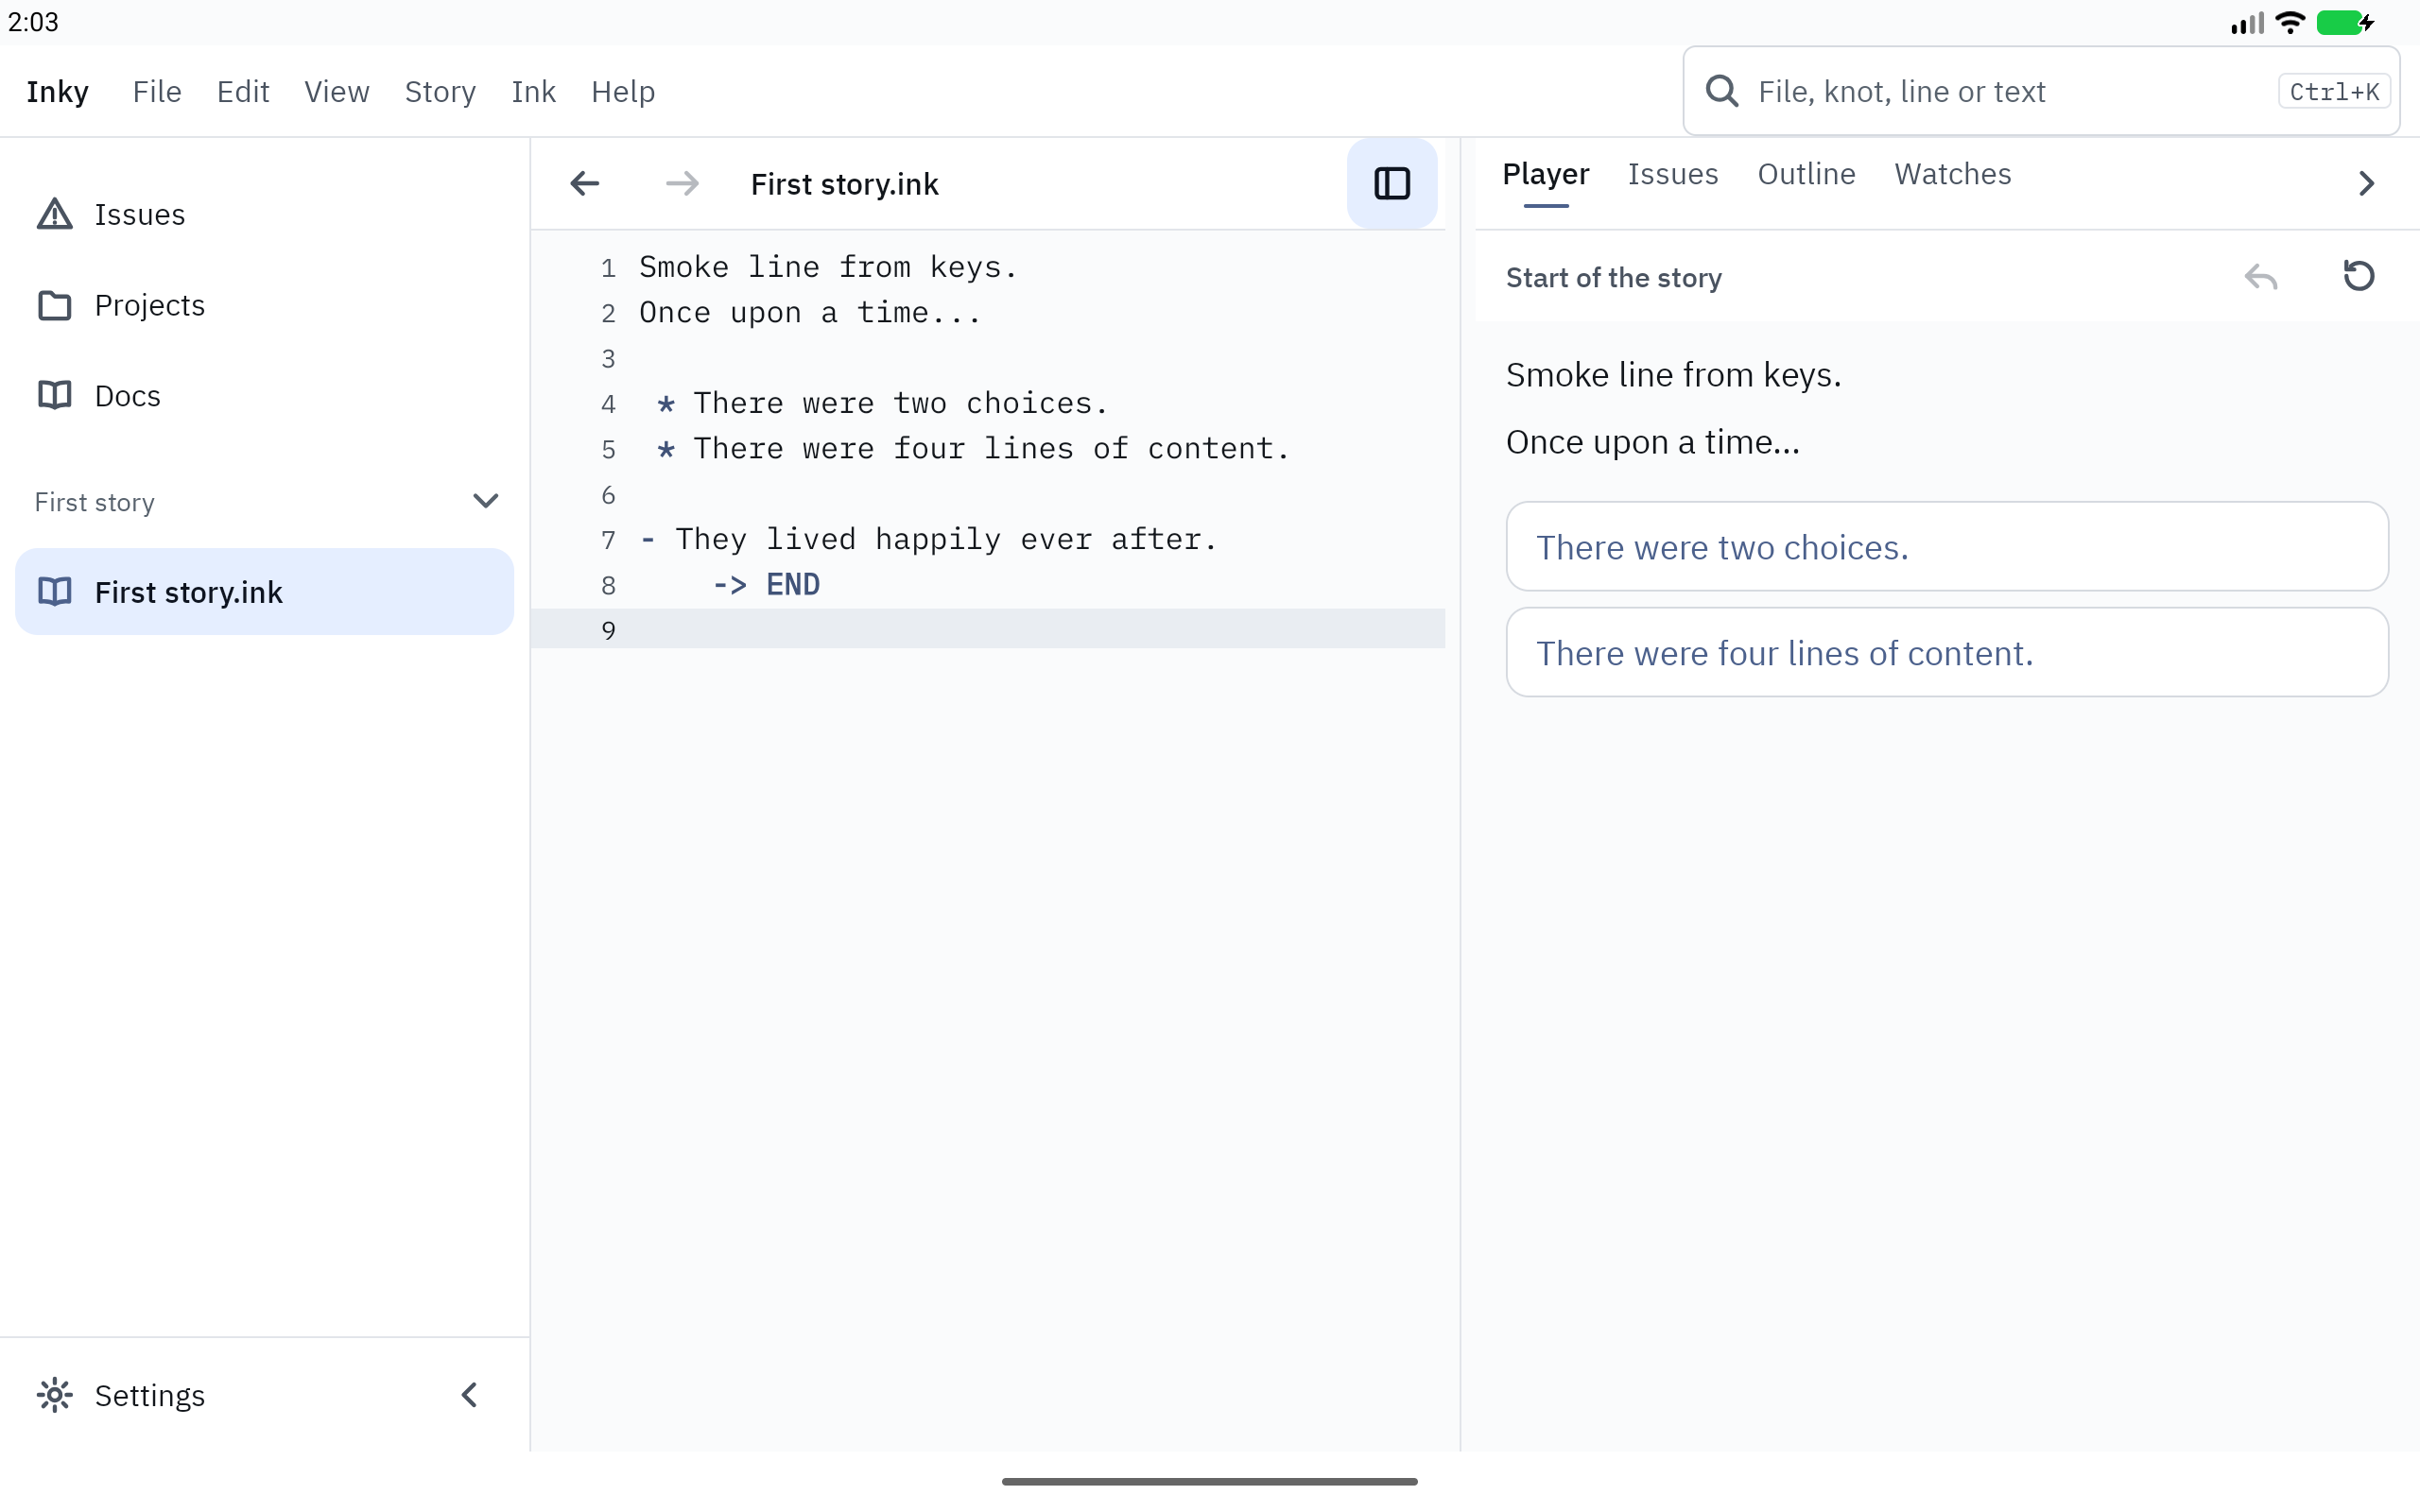 2:03
Inky File Edit View Story Ink Help
File, knot, line or text Ctrl+K
Issues
Projects
Docs
First story
First story.ink
Settings
First story.ink
1 Smoke line from keys.
2 Once upon a time...
3
4 * There were two choices.
5 * There were four lines of content.
6
7 - They lived happily ever after.
8 -> END
9
Player Issues Outline Watches
Start of the story
Smoke line from keys.
Once upon a time...
There were two choices.
There were four lines of content.